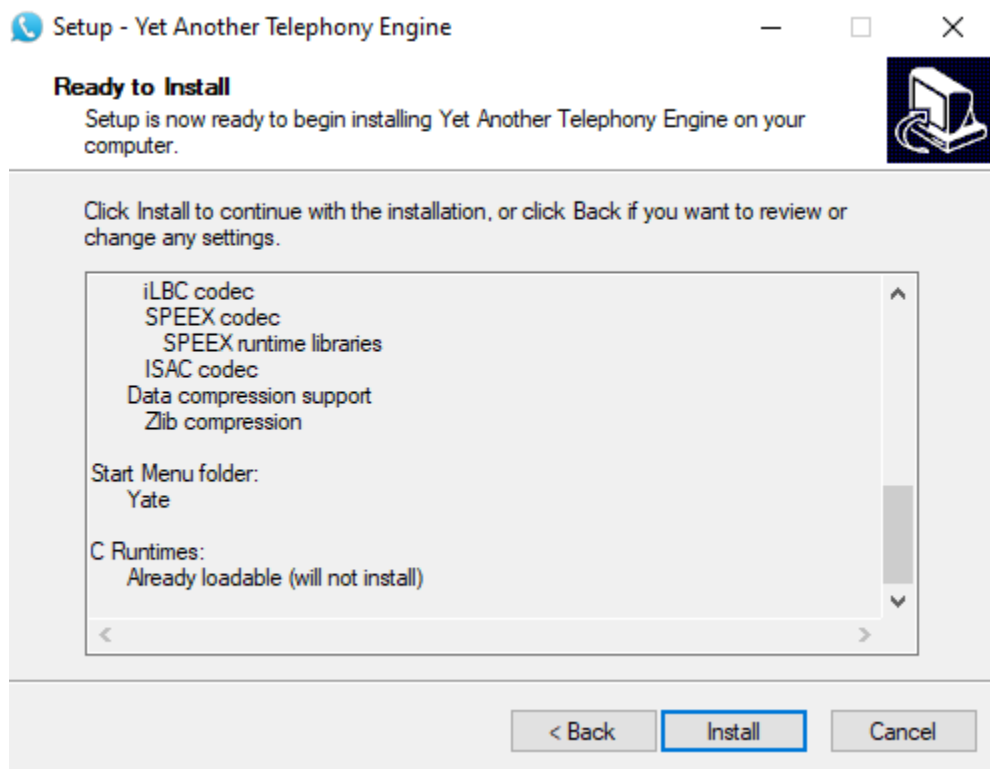 Setup - Yet Another Telephony Engine
Ready to Install
Setup is now ready to begin installing Yet Another Telephony Engine on your
computer.
Click Install to continue with the installation, or click Back if you want to review or
change any settings.
iLBC codec
SPEEX codec
SPEEX runtime libraries
ISAC codec
Data compression support
Zlib compression
Start Menu folder:
Yate
C Runtimes:
Already loadable (will not install)
< Back
Install
Cancel